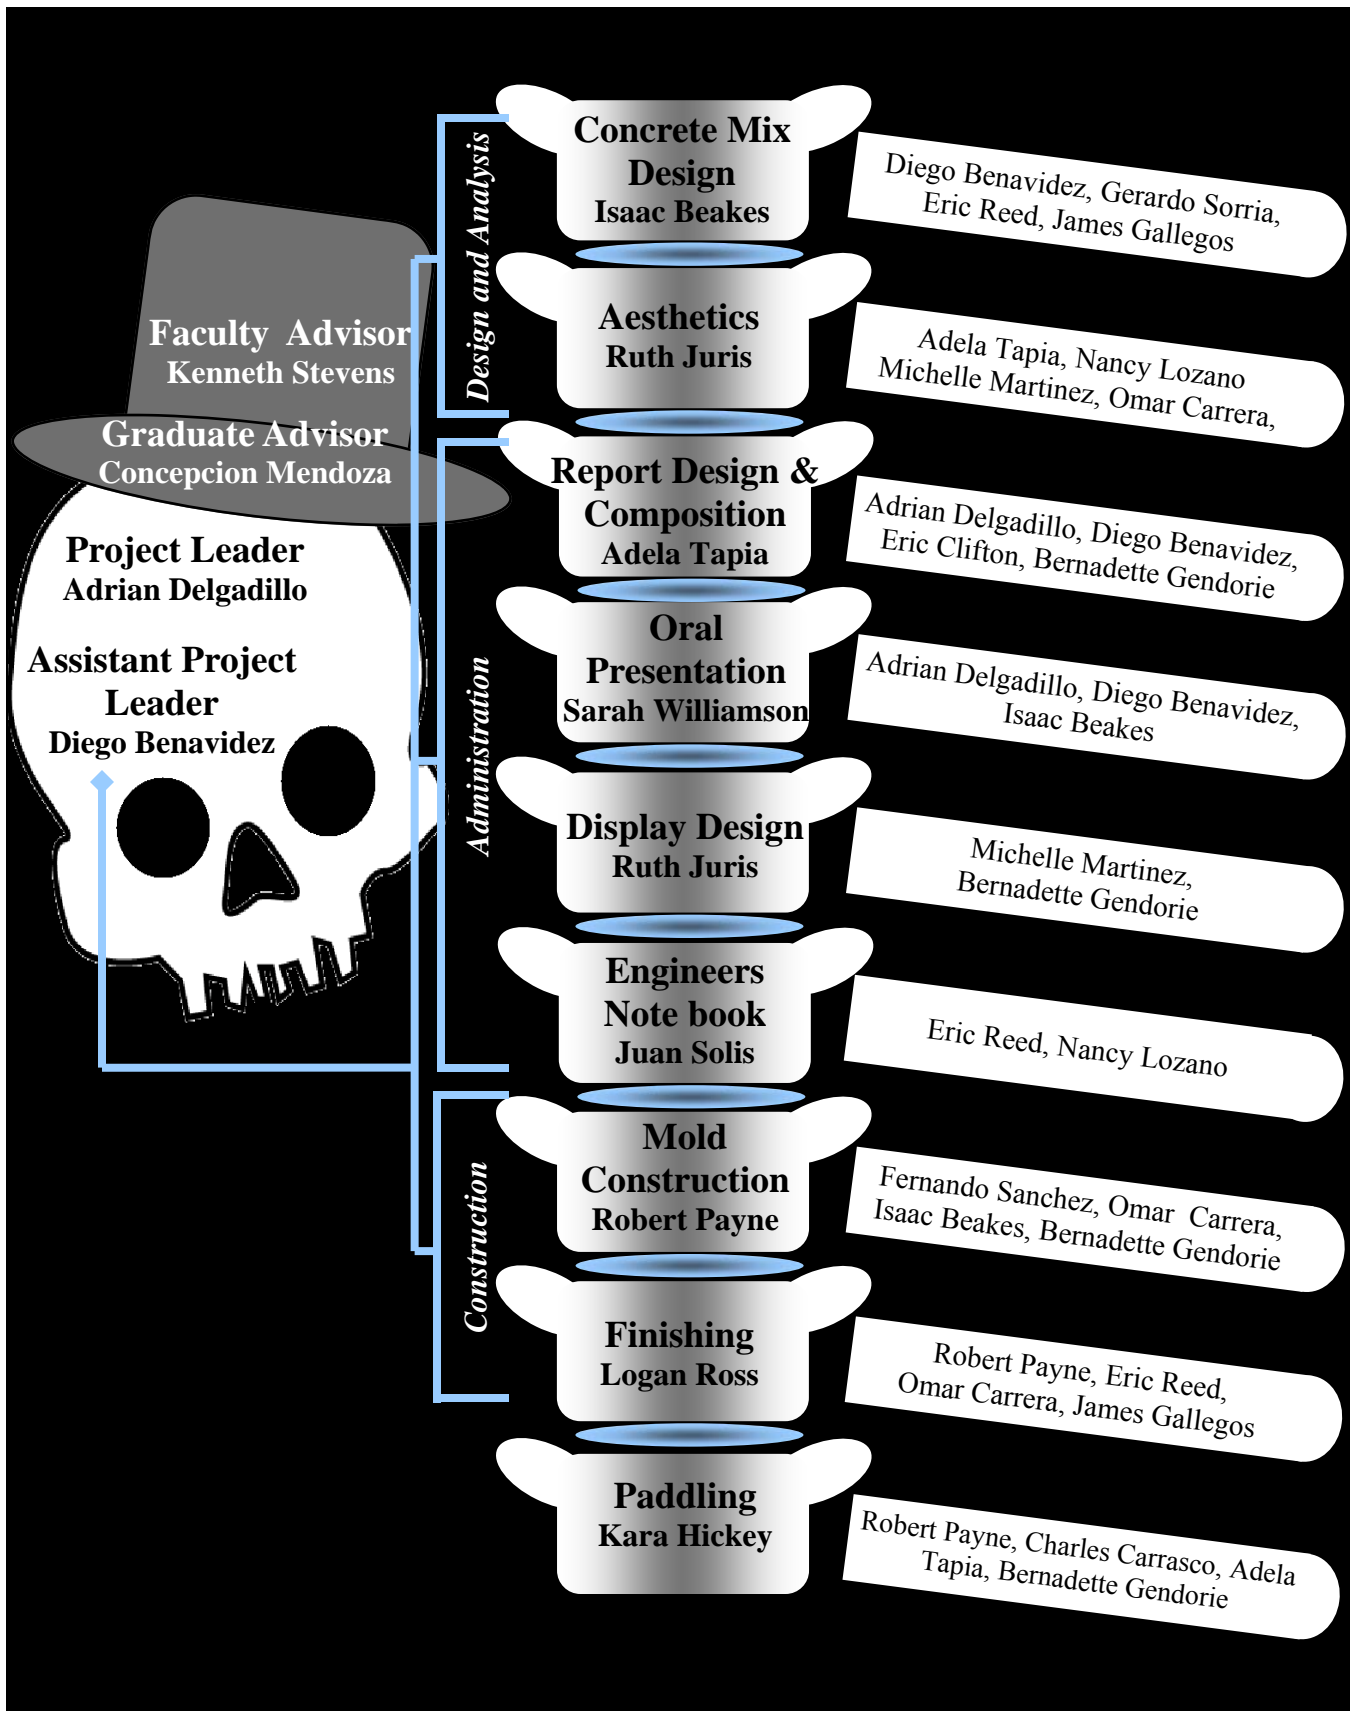 Faculty  Advisor
Kenneth Stevens
Graduate Advisor
Concepcion Mendoza
Project Leader
Adrian Delgadillo
Assistant Project
Leader
Diego Benavidez
Design and Analysis
Concrete Mix
Design
Isaac Beakes
Diego Benavidez, Gerardo Sorria,
Eric Reed, James Gallegos
Aesthetics
Ruth Juris
Adela Tapia, Nancy Lozano
Michelle Martinez, Omar Carrera,
Administration
Report Design &
Composition
Adela Tapia
Adrian Delgadillo, Diego Benavidez,
Eric Clifton, Bernadette Gendorie
Oral
Presentation
Sarah Williamson
Adrian Delgadillo, Diego Benavidez,
Isaac Beakes
Display Design
Ruth Juris
Michelle Martinez,
Bernadette Gendorie
Engineers
Note book
Juan Solis
Eric Reed, Nancy Lozano
Construction
Mold
Construction
Robert Payne
Fernando Sanchez, Omar  Carrera,
Isaac Beakes, Bernadette Gendorie
Finishing
Logan Ross
Robert Payne, Eric Reed,
Omar Carrera, James Gallegos
Paddling
Kara Hickey
Robert Payne, Charles Carrasco, Adela
Tapia, Bernadette Gendorie